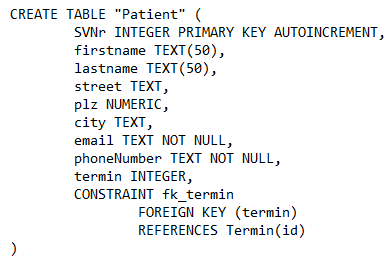 CREATE TABLE "Patient" (
SVNr INTEGER PRIMARY KEY AUTOINCREMENT,
firstname TEXT(50),
lastname TEXT(50),
street TEXT,
plz NUMERIC,
city TEXT,
email TEXT NOT NULL,
phoneNumber TEXT NOT NULL,
termin INTEGER,
CONSTRAINT fk_termin
FOREIGN KEY (termin)
REFERENCES Termin(id)
)